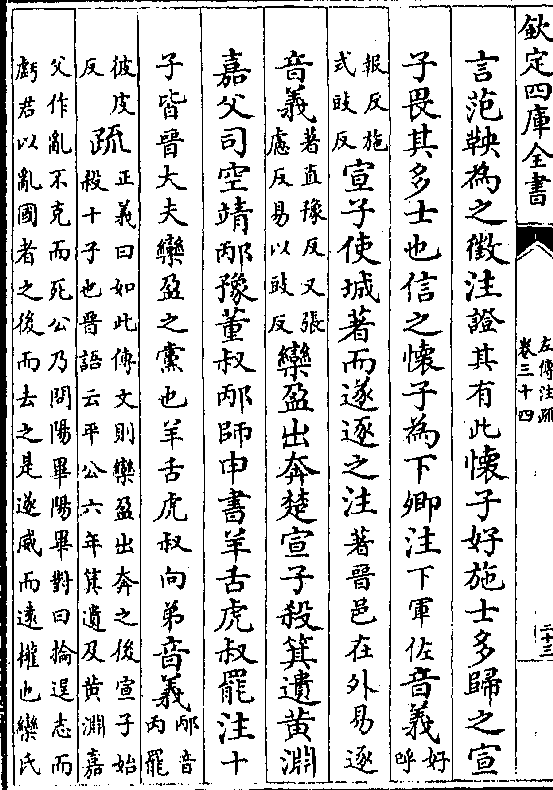 欽定四庫全書
左傳注疏
卷三十四
二十三
言范鞅為之徵注證其有此懷子好施士多歸之宣
子畏其多士也信之懷子為下卿注下軍佐音義好呼
報反施式豉反宣子使城著而遂逐之注著晉邑在外易逐
音義著直豫反又張慮反易以豉反欒盈出奔楚宣子殺箕遺黃淵
嘉父司空靖邴豫董叔邴師申書羊舌虎叔羆注十
子皆晉大夫欒盈之黨也羊舌虎叔向弟音義邴音丙羆
彼皮反疏正義曰如此傳文則欒盈出奔之後宣子始殺十子也晉語云平公六年箕遺及黃淵嘉
父作亂不克而死公乃問陽畢陽畢對曰掄逞志而虧君以亂國者之後而去之是遂威而遠權也欒氏